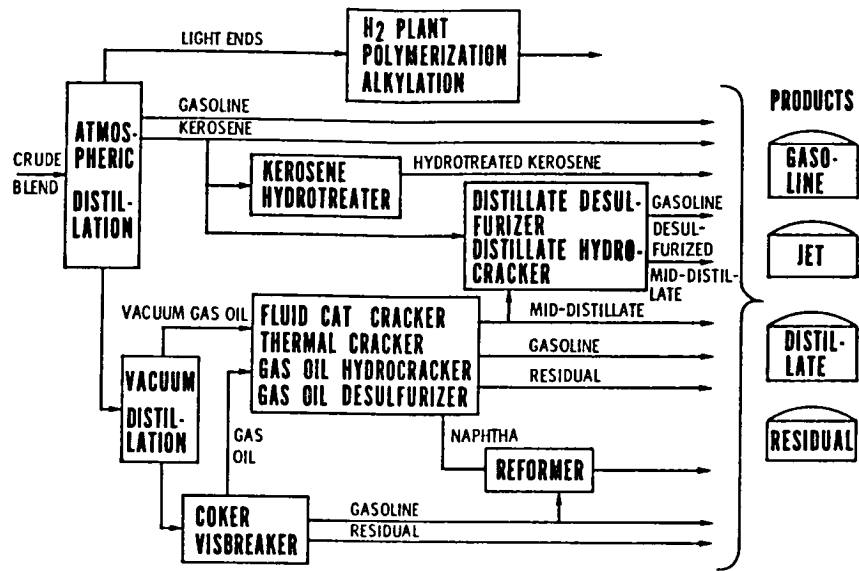 LIGHT ENDS
H2 PLANT
POLYMERIZATION
ALKYLATION
PRODUCTS
GASOLINE
KEROSENE
ATMOS-
PHERIC
DISTIL-
LATION
CRUDE
BLEND
KEROSENE
HYDROTREATER
HYDROTREATED KEROSENE
DISTILLATE DESUL-
FURIZER
DISTILLATE HYDRO-
CRACKER
GASOLINE
DESUL-
FURIZED
MID-DISTIL-
LATE
GASO-
LINE
JET
DISTIL-
LATE
RESIDUAL
VACUUM GAS OIL
FLUID CAT CRACKER
THERMAL CRACKER
GAS OIL HYDROCRACKER
GAS OIL DESULFURIZER
MID-DISTILLATE
GASOLINE
RESIDUAL
VACUUM
DISTIL-
LATION
GAS
OIL
NAPHTHA
REFORMER
COKER
VISBREAKER
GASOLINE
RESIDUAL